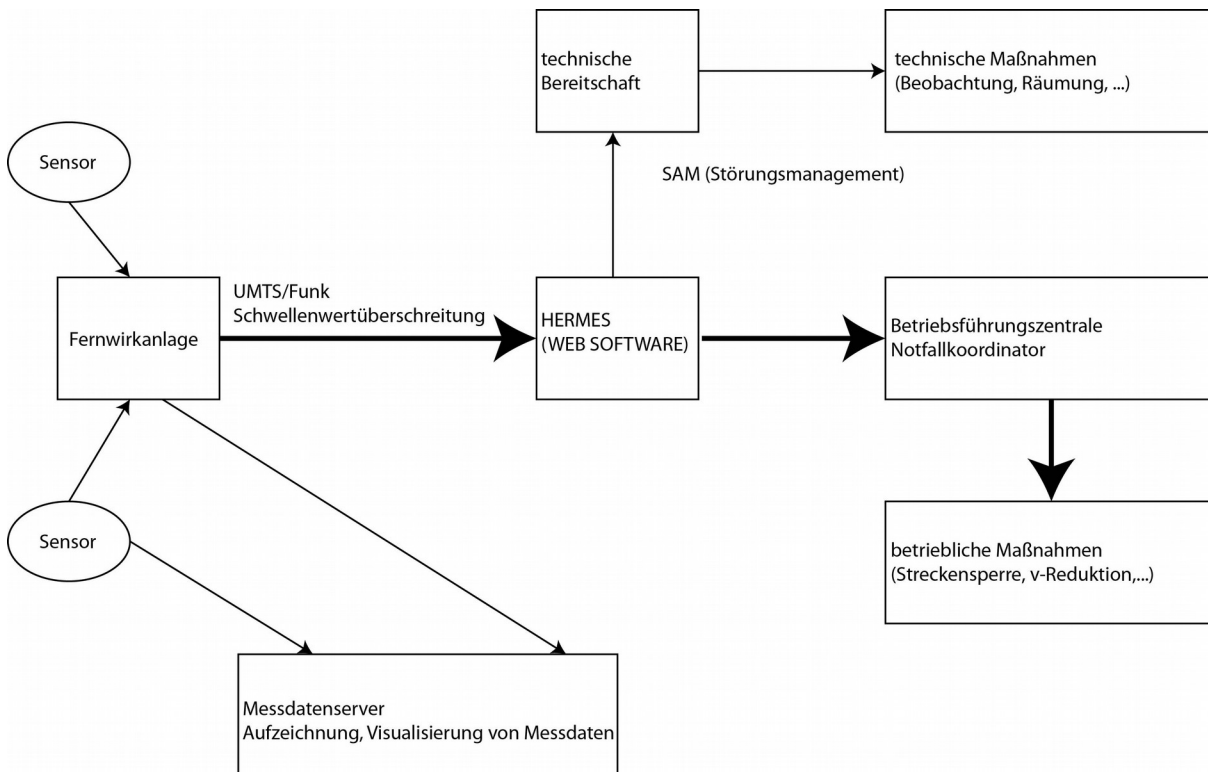 technische
Bereitschaft
technische Maßnahmen
(Beobachtung, Räumung, ...)
Sensor
SAM (Störungsmanagement)
UMTS/Funk
Schwellenwertüberschreitung
Fernwirkanlage
HERMES
(WEB SOFTWARE)
Betriebsführungszentrale
Notfallkoordinator
Sensor
betriebliche Maßnahmen
(Streckensperre, v-Reduktion,...)
Messdatenserver
Aufzeichnung, Visualisierung von Messdaten